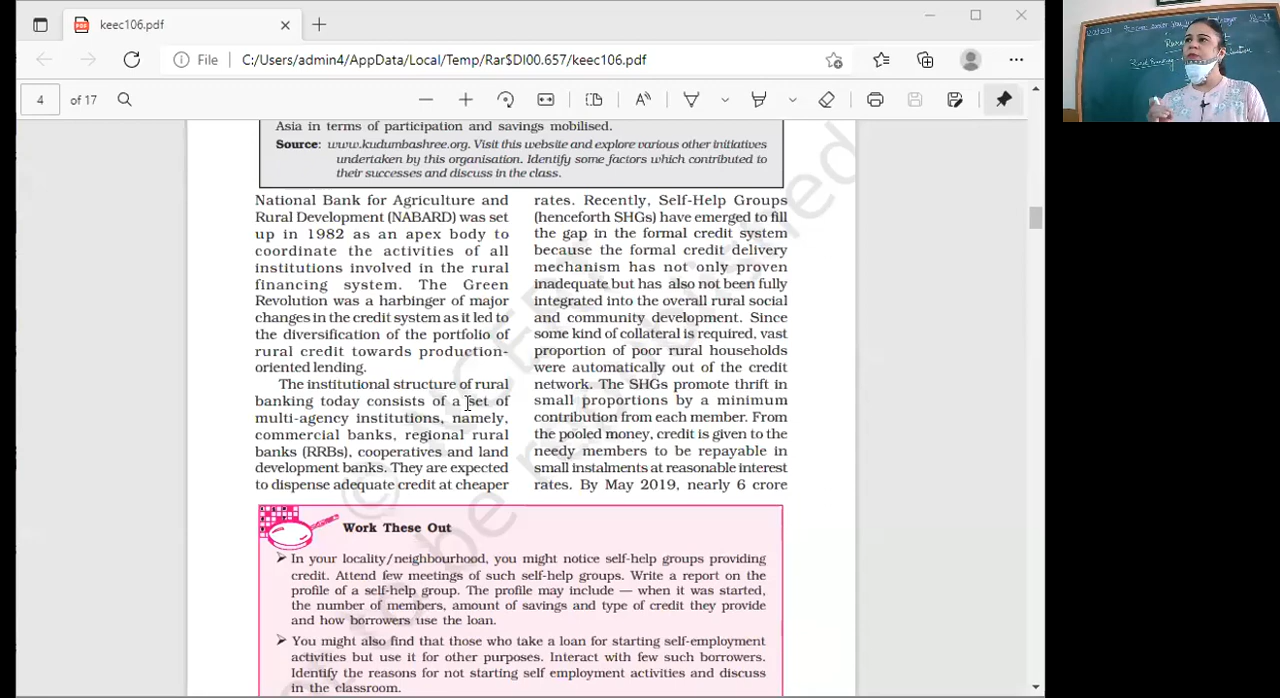 keec106.pdf
File
C:/Users/admin4/AppData/Local/Temp/Rar$DI00.657/keec106.pdf
4
of 17
Asia in terms of participation and savings mobilised.
Source: www.kudumbashree.org. Visit this website and explore various other initiatives
undertaken by this organisation. Identify some factors which contributed to
their successes and discuss in the class.
National Bank for Agriculture and
Rural Development (NABARD) was set
up in 1982 as an apex body to
coordinate the activities of all
institutions involved in the rural
financing system. The Green
Revolution was a harbinger of major
changes in the credit system as it led to
the diversification of the portfolio of
rural credit towards production-
oriented lending.
The institutional structure of rural
banking today consists of a set of
multi-agency institutions, namely,
commercial banks, regional rural
banks (RRBs), cooperatives and land
development banks. They are expected
to dispense adequate credit at cheaper
rates. Recently, Self-Help Groups
(henceforth SHGs) have emerged to fill
the gap in the formal credit system
because the formal credit delivery
mechanism has not only proven
inadequate but has also not been fully
integrated into the overall rural social
and community development. Since
some kind of collateral is required, vast
proportion of poor rural households
were automatically out of the credit
network. The SHGs promote thrift in
small proportions by a minimum
contribution from each member. From
the pooled money, credit is given to the
needy members to be repayable in
small instalments at reasonable interest
rates. By May 2019, nearly 6 crore
Work These Out
In your locality/neighbourhood, you might notice self-help groups providing
credit. Attend few meetings of such self-help groups. Write a report on the
profile of a self-help group. The profile may include — when it was started,
the number of members, amount of savings and type of credit they provide
and how borrowers use the loan.
You might also find that those who take a loan for starting self-employment
activities but use it for other purposes. Interact with few such borrowers.
Identify the reasons for not starting self employment activities and discuss
in the classroom.